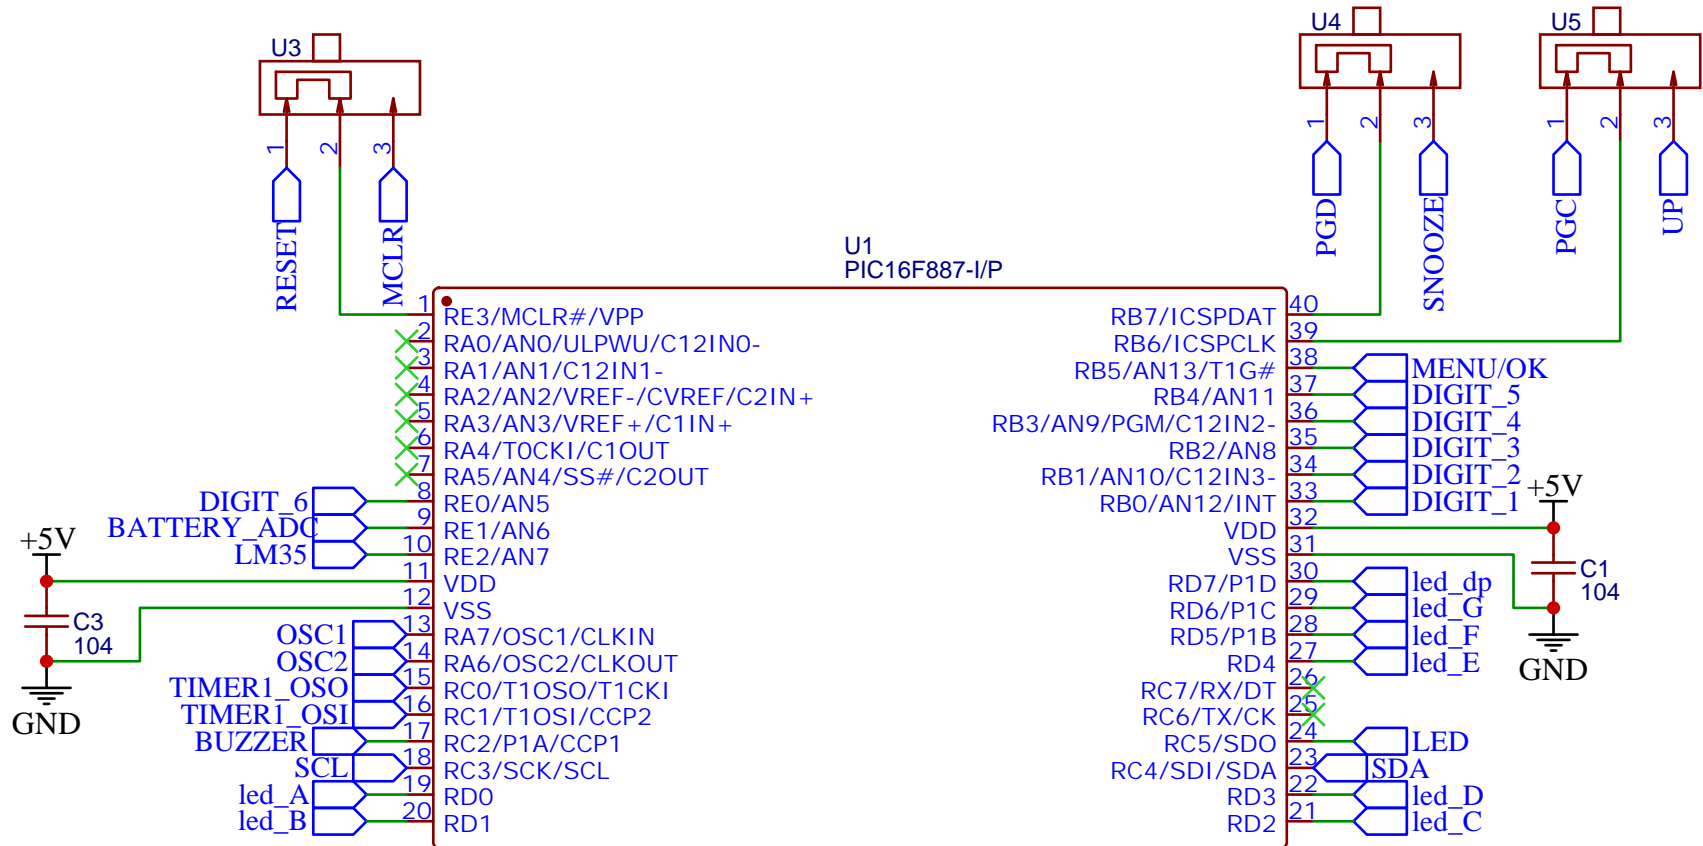 U3
1
2
3
RESET
MCLR
U4
1
2
3
PGD
SNOOZE
U5
1
2
3
PGC
UP
U1
PIC16F887-I/P
1 RE3/MCLR#/VPP
2 RA0/AN0/ULPWU/C12IN0-
3 RA1/AN1/C12IN1-
4 RA2/AN2/VREF-/CVREF/C2IN+
5 RA3/AN3/VREF+/C1IN+
6 RA4/T0CKI/C1OUT
7 RA5/AN4/SS#/C2OUT
DIGIT_6 8 RE0/AN5
BATTERY_ADC 9 RE1/AN6
LM35 10 RE2/AN7
+5V
11 VDD
12 VSS
C3
104
GND
OSC1 13 RA7/OSC1/CLKIN
OSC2 14 RA6/OSC2/CLKOUT
TIMER1_OSO 15 RC0/T1OSO/T1CKI
TIMER1_OSI 16 RC1/T1OSI/CCP2
BUZZER 17 RC2/P1A/CCP1
SCL 18 RC3/SCK/SCL
led_A 19 RD0
led_B 20 RD1
RB7/ICSPDAT 40
RB6/ICSPCLK 39
RB5/AN13/T1G# 38 MENU/OK
RB4/AN11 37 DIGIT_5
RB3/AN9/PGM/C12IN2- 36 DIGIT_4
RB2/AN8 35 DIGIT_3
RB1/AN10/C12IN3- 34 DIGIT_2
RB0/AN12/INT 33 DIGIT_1
+5V
VDD 32
VSS 31
C1
104
GND
RD7/P1D 30 led_dp
RD6/P1C 29 led_G
RD5/P1B 28 led_F
RD4 27 led_E
RC7/RX/DT 26
RC6/TX/CK 25
RC5/SDO 24 LED
RC4/SDI/SDA 23 SDA
RD3 22 led_D
RD2 21 led_C